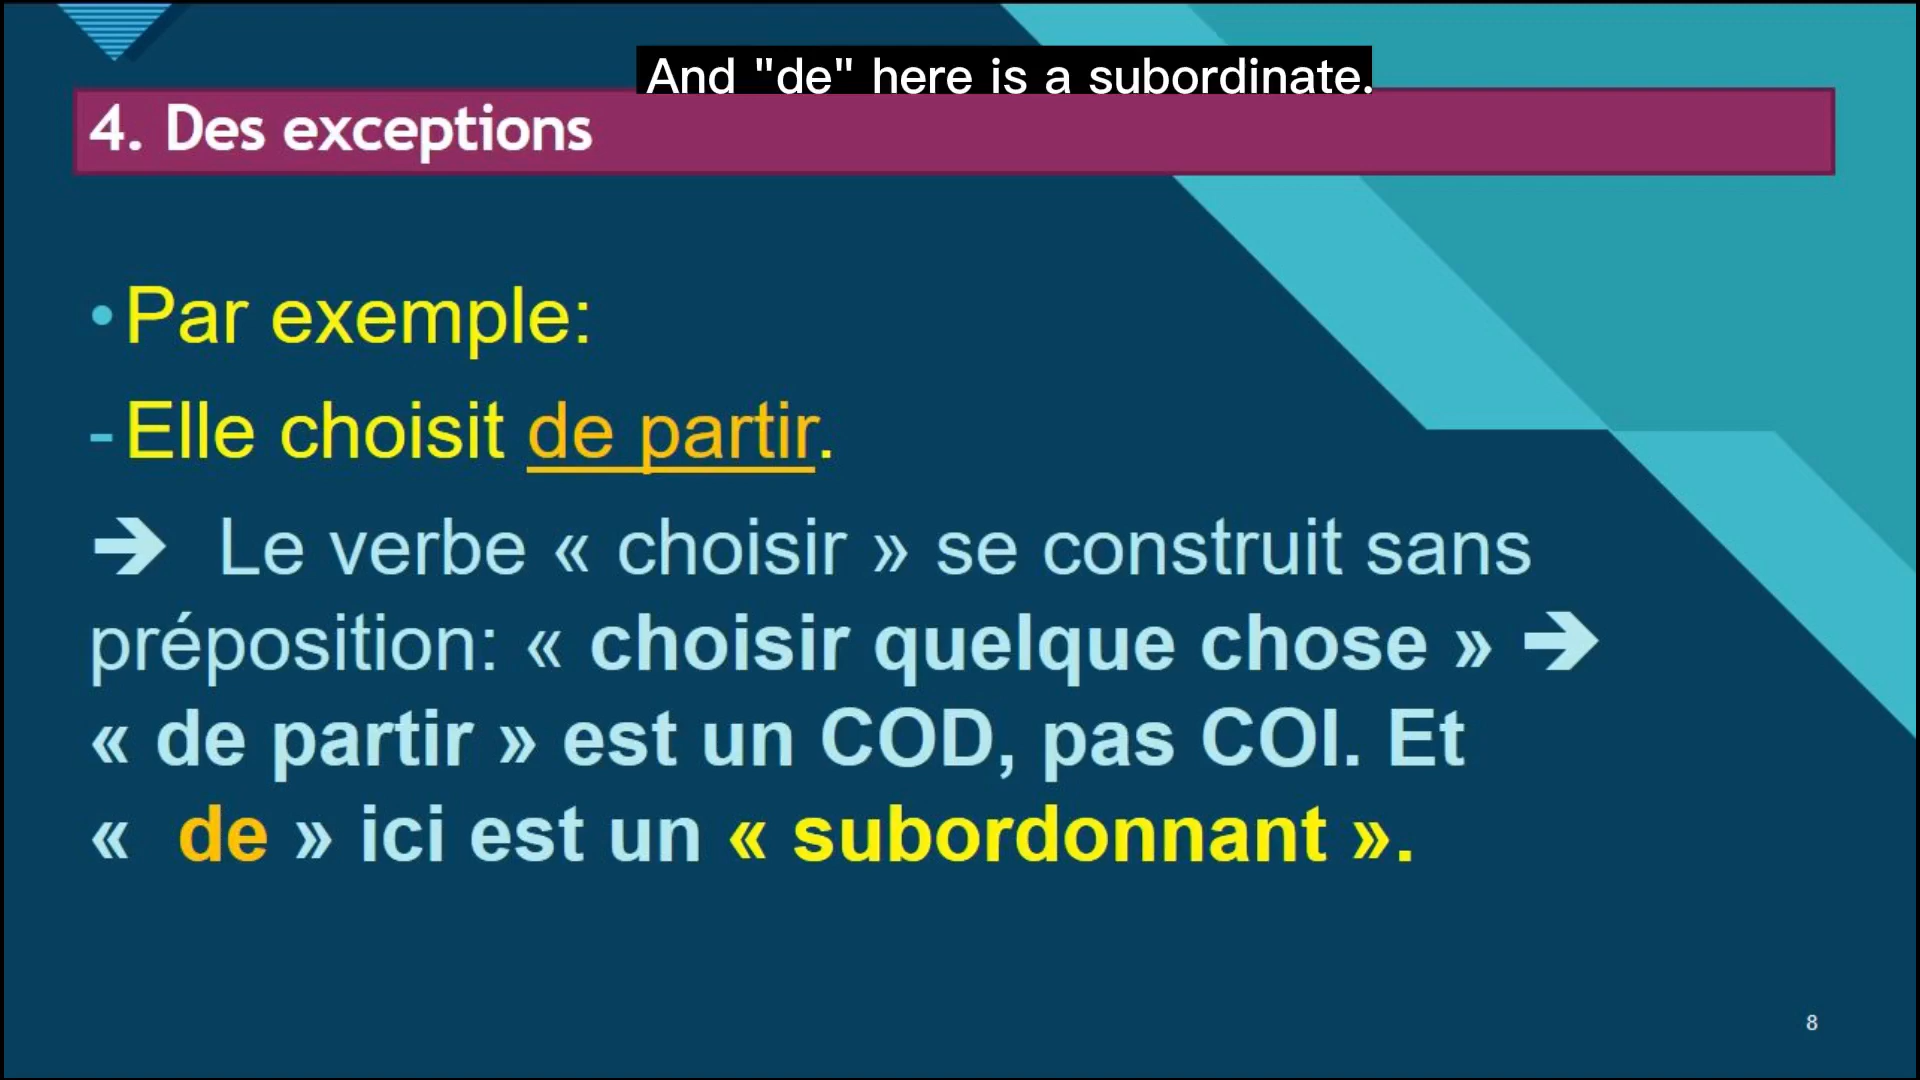 And "de" here is a subordinate.
4. Des exceptions
• Par exemple:
- Elle choisit de partir.
➔ Le verbe « choisir » se construit sans
préposition: « choisir quelque chose » ➔
« de partir » est un COD, pas COI. Et
« de » ici est un « subordonnant ».
8